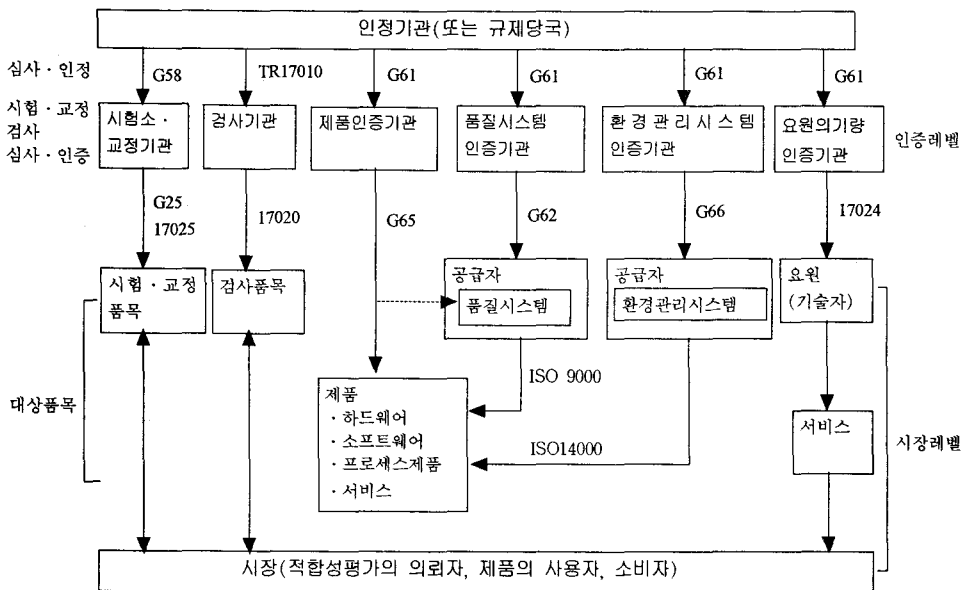 인정기관(또는 규제당국)
심사 · 인정
G58
TR17010
G61
G61
G61
G61
시험 · 교정
검사
심사 · 인증
시험소 ·
교정기관
검사기관
제품인증기관
품질시스템
인증기관
환경관리시스템
인증기관
요원의기량
인증기관
인증레벨
G25
17025
17020
G65
G62
G66
17024
시험 · 교정
품목
검사품목
공급자
품질시스템
공급자
환경관리시스템
요원
(기술자)
ISO 9000
대상품목
제품
· 하드웨어
· 소프트웨어
· 프로세스제품
· 서비스
ISO14000
서비스
시장레벨
시장(적합성평가의 의뢰자, 제품의 사용자, 소비자)